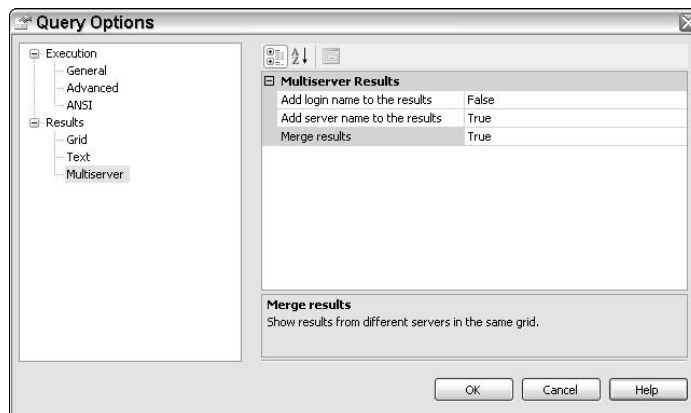 Query Options
Execution
General
Advanced
ANSI
Results
Grid
Text
Multiserver
Multiserver Results
Add login name to the results False
Add server name to the results True
Merge results True
Merge results
Show results from different servers in the same grid.
OK Cancel Help